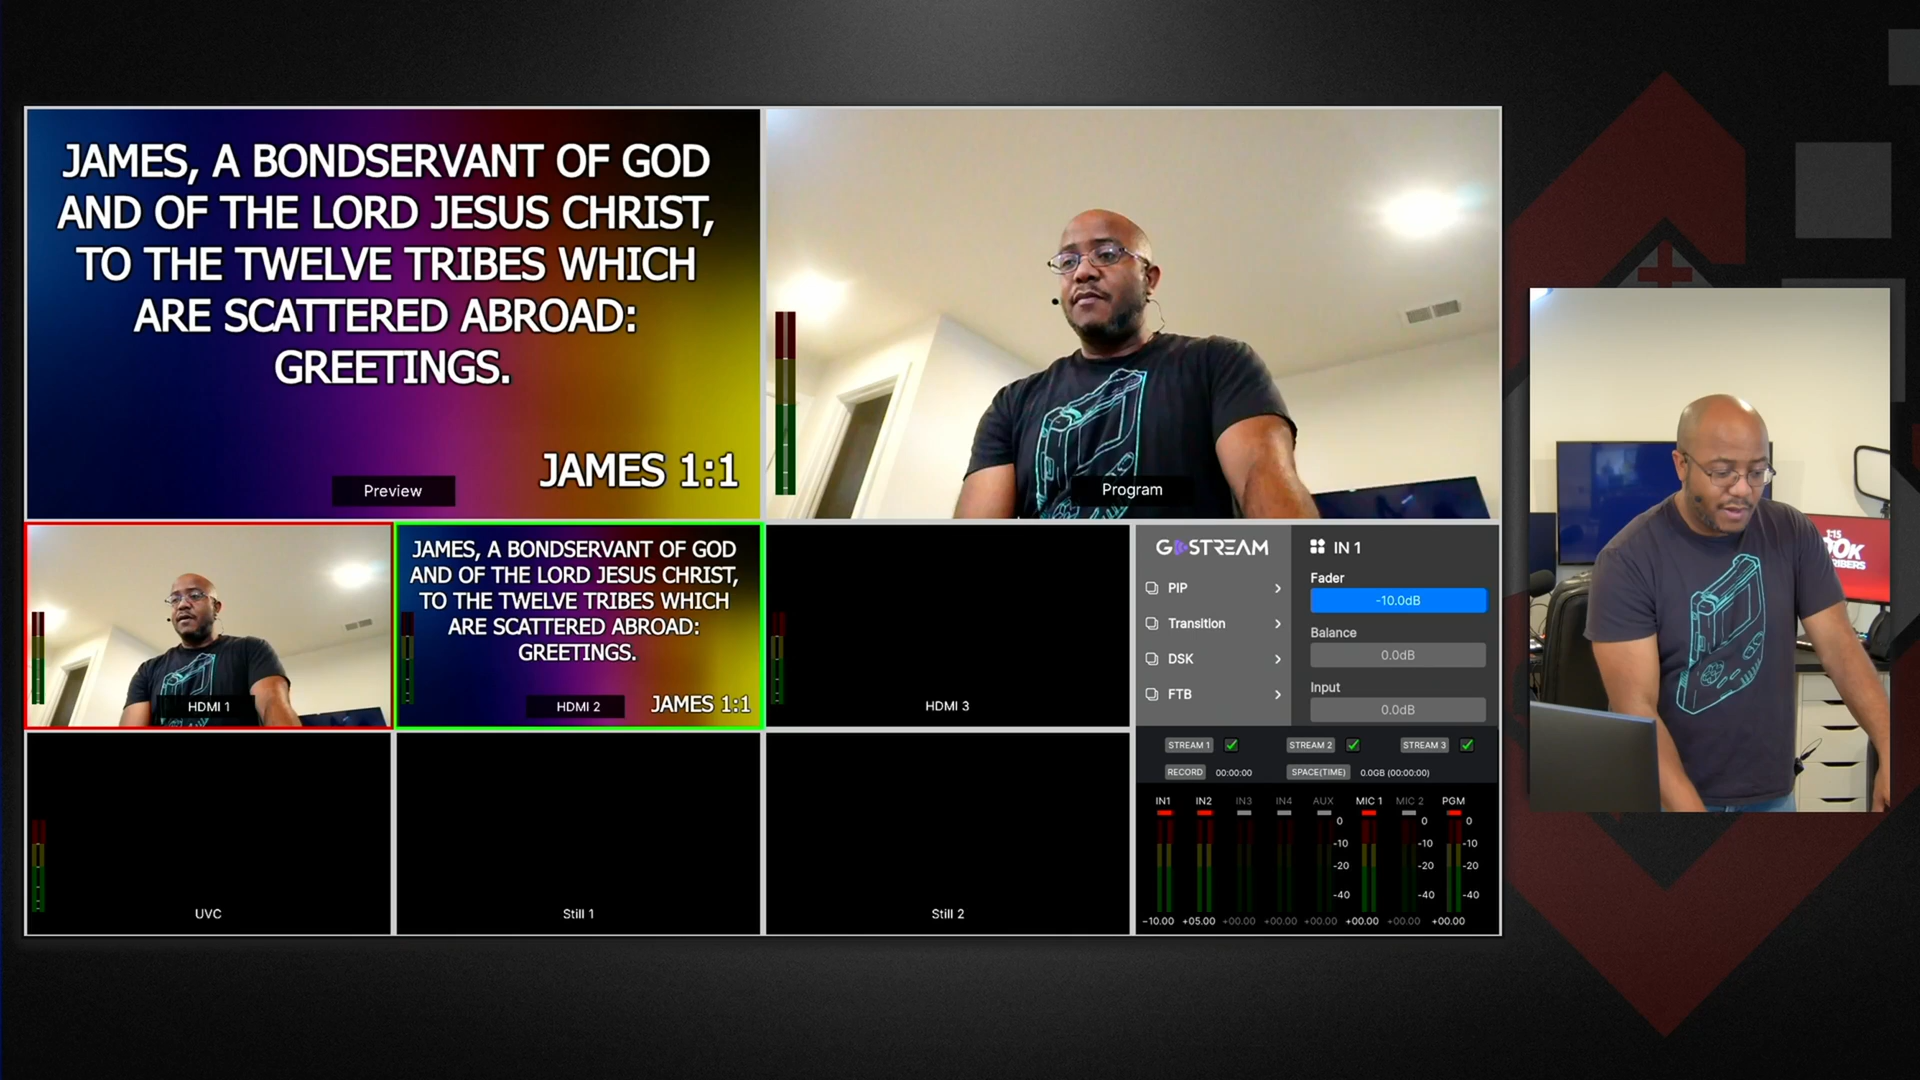 JAMES, A BONDSERVANT OF GOD
AND OF THE LORD JESUS CHRIST,
TO THE TWELVE TRIBES WHICH
ARE SCATTERED ABROAD:
GREETINGS.
JAMES 1:1
Preview
Program
HDMI 1
JAMES, A BONDSERVANT OF GOD
AND OF THE LORD JESUS CHRIST,
TO THE TWELVE TRIBES WHICH
ARE SCATTERED ABROAD:
GREETINGS.
JAMES 1:1
HDMI 2
HDMI 3
GOSTREAM
PIP
Transition
DSK
FTB
IN 1
Fader
-10.0dB
Balance
0.0dB
Input
0.0dB
STREAM 1 STREAM 2 STREAM 3
RECORD 00:00:00 SPACE(TIME) 0.0GB (00:00:00)
IN1 IN2 IN3 IN4 AUX MIC 1 MIC 2 PGM
0 0 0
-10 -10 -10
-20 -20 -20
-40 -40 -40
-10.00 +05.00 +00.00 +00.00 +00.00 +00.00 +00.00 +00.00
UVC
Still 1
Still 2